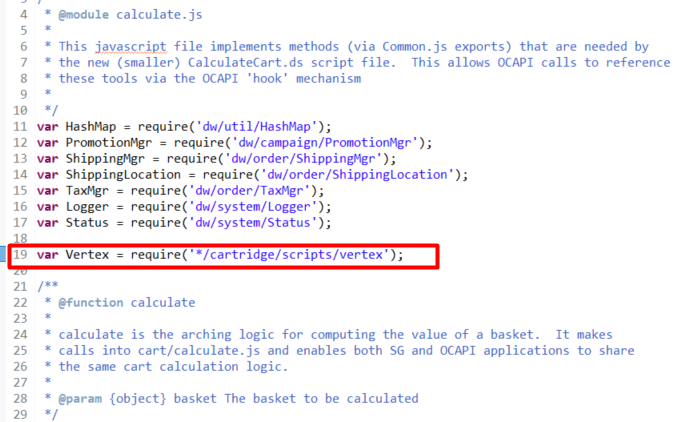 4 * @module calculate.js
5 *
6 * This javascript file implements methods (via Common.js exports) that are needed by
7 * the new (smaller) CalculateCart.ds script file.  This allows OCAPI calls to reference
8 * these tools via the OCAPI 'hook' mechanism
9 *
10 */
11 var HashMap = require('dw/util/HashMap');
12 var PromotionMgr = require('dw/campaign/PromotionMgr');
13 var ShippingMgr = require('dw/order/ShippingMgr');
14 var ShippingLocation = require('dw/order/ShippingLocation');
15 var TaxMgr = require('dw/order/TaxMgr');
16 var Logger = require('dw/system/Logger');
17 var Status = require('dw/system/Status');
18
19 var Vertex = require('*/cartridge/scripts/vertex');
20
21 /**
22 * @function calculate
23 *
24 * calculate is the arching logic for computing the value of a basket.  It makes
25 * calls into cart/calculate.js and enables both SG and OCAPI applications to share
26 * the same cart calculation logic.
27 *
28 * @param {object} basket The basket to be calculated
29 */